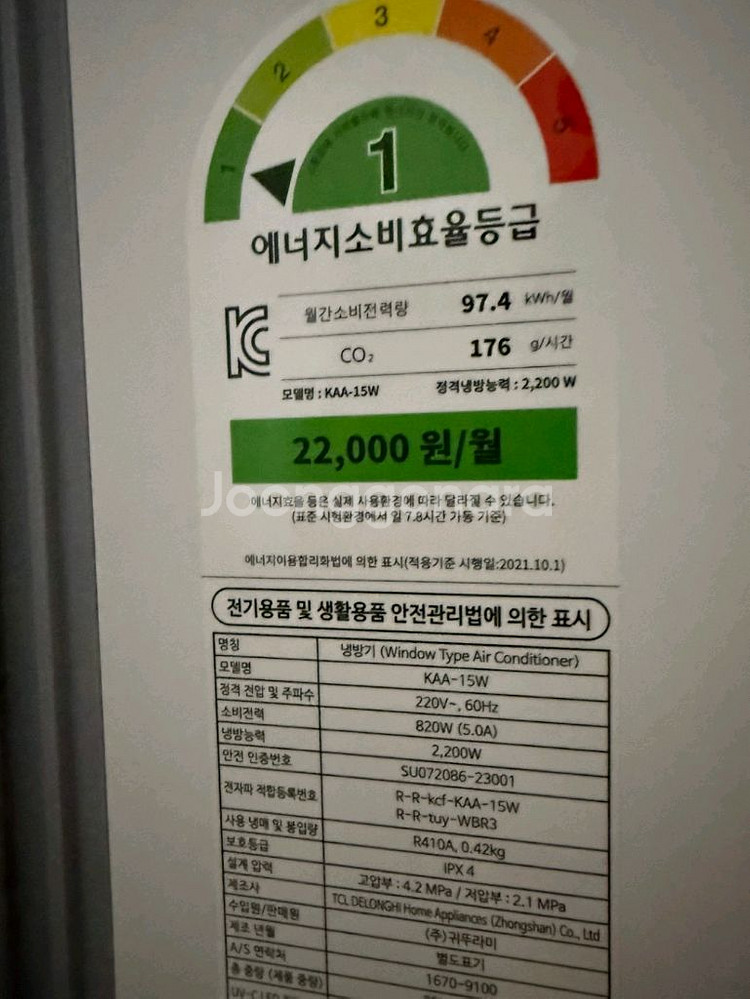 1
2
3
4
5
1
에너지소비효율등급
월간소비전력량 97.4 kWh/월
CO₂ 176 g/시간
모델명 : KAA-15W 정격냉방능력 : 2,200 W
22,000 원/월
Joonggonara
에너지효율 등은 실제 사용환경에 따라 달라질 수 있습니다.
(표준 시험환경에서 일 7.8시간 가동 기준)
에너지이용합리화법에 의한 표시(적용기준 시행일:2021.10.1)
전기용품 및 생활용품 안전관리법에 의한 표시
명칭 냉방기 (Window Type Air Conditioner)
모델명 KAA-15W
정격 전압 및 주파수 220V~, 60Hz
소비전력 820W (5.0A)
냉방능력 2,200W
안전 인증번호 SU072086-23001
전자파 적합등록번호 R-R-kcf-KAA-15W
R-R-tuy-WBR3
사용 냉매 및 봉입량 R410A, 0.42kg
보호등급 IPX 4
설계 압력 고압부 : 4.2 MPa / 저압부 : 2.1 MPa
제조사 TCL DELONGHI Home Appliances (Zhongshan) Co., Ltd
수입원/판매원 (주)귀뚜라미
제조 년월 별도표기
A/S 연락처 1670-9100
총 중량 (제품 중량)
UV-C LED